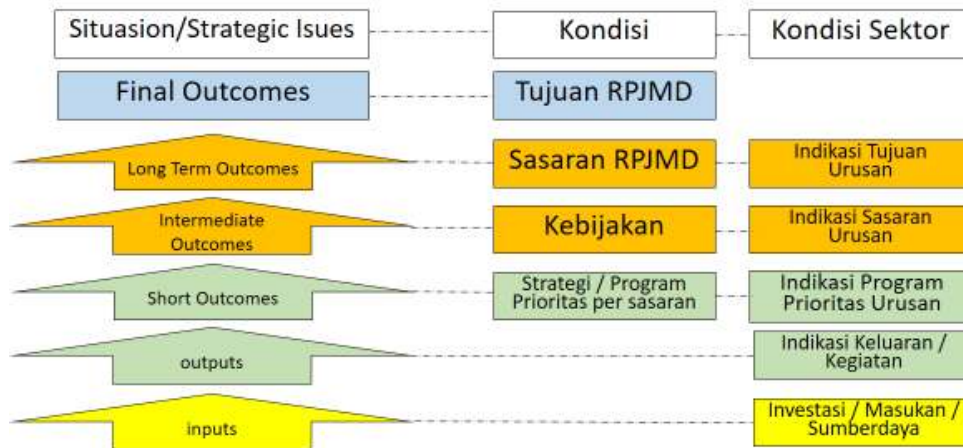 Situasion/Strategic Isues
Kondisi
Kondisi Sektor
Final Outcomes
Tujuan RPJMD
Long Term Outcomes
Sasaran RPJMD
Indikasi Tujuan
Urusan
Intermediate
Outcomes
Kebijakan
Indikasi Sasaran
Urusan
Short Outcomes
Strategi / Program
Prioritas per sasaran
Indikasi Program
Prioritas Urusan
outputs
Indikasi Keluaran /
Kegiatan
inputs
Investasi / Masukan /
Sumberdaya